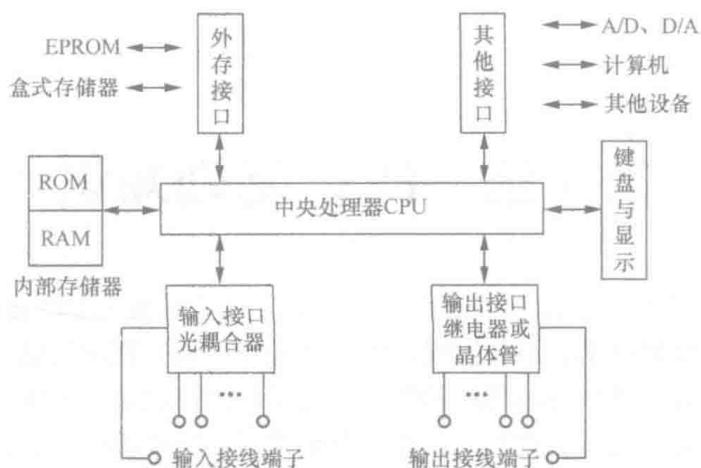 EPROM
盒式存储器
外存接口
其他接口
A/D、D/A
计算机
其他设备
ROM
RAM
内部存储器
中央处理器CPU
键盘与显示
输入接口
光耦合器
输出接口
继电器或
晶体管
...
...
输入接线端子
输出接线端子